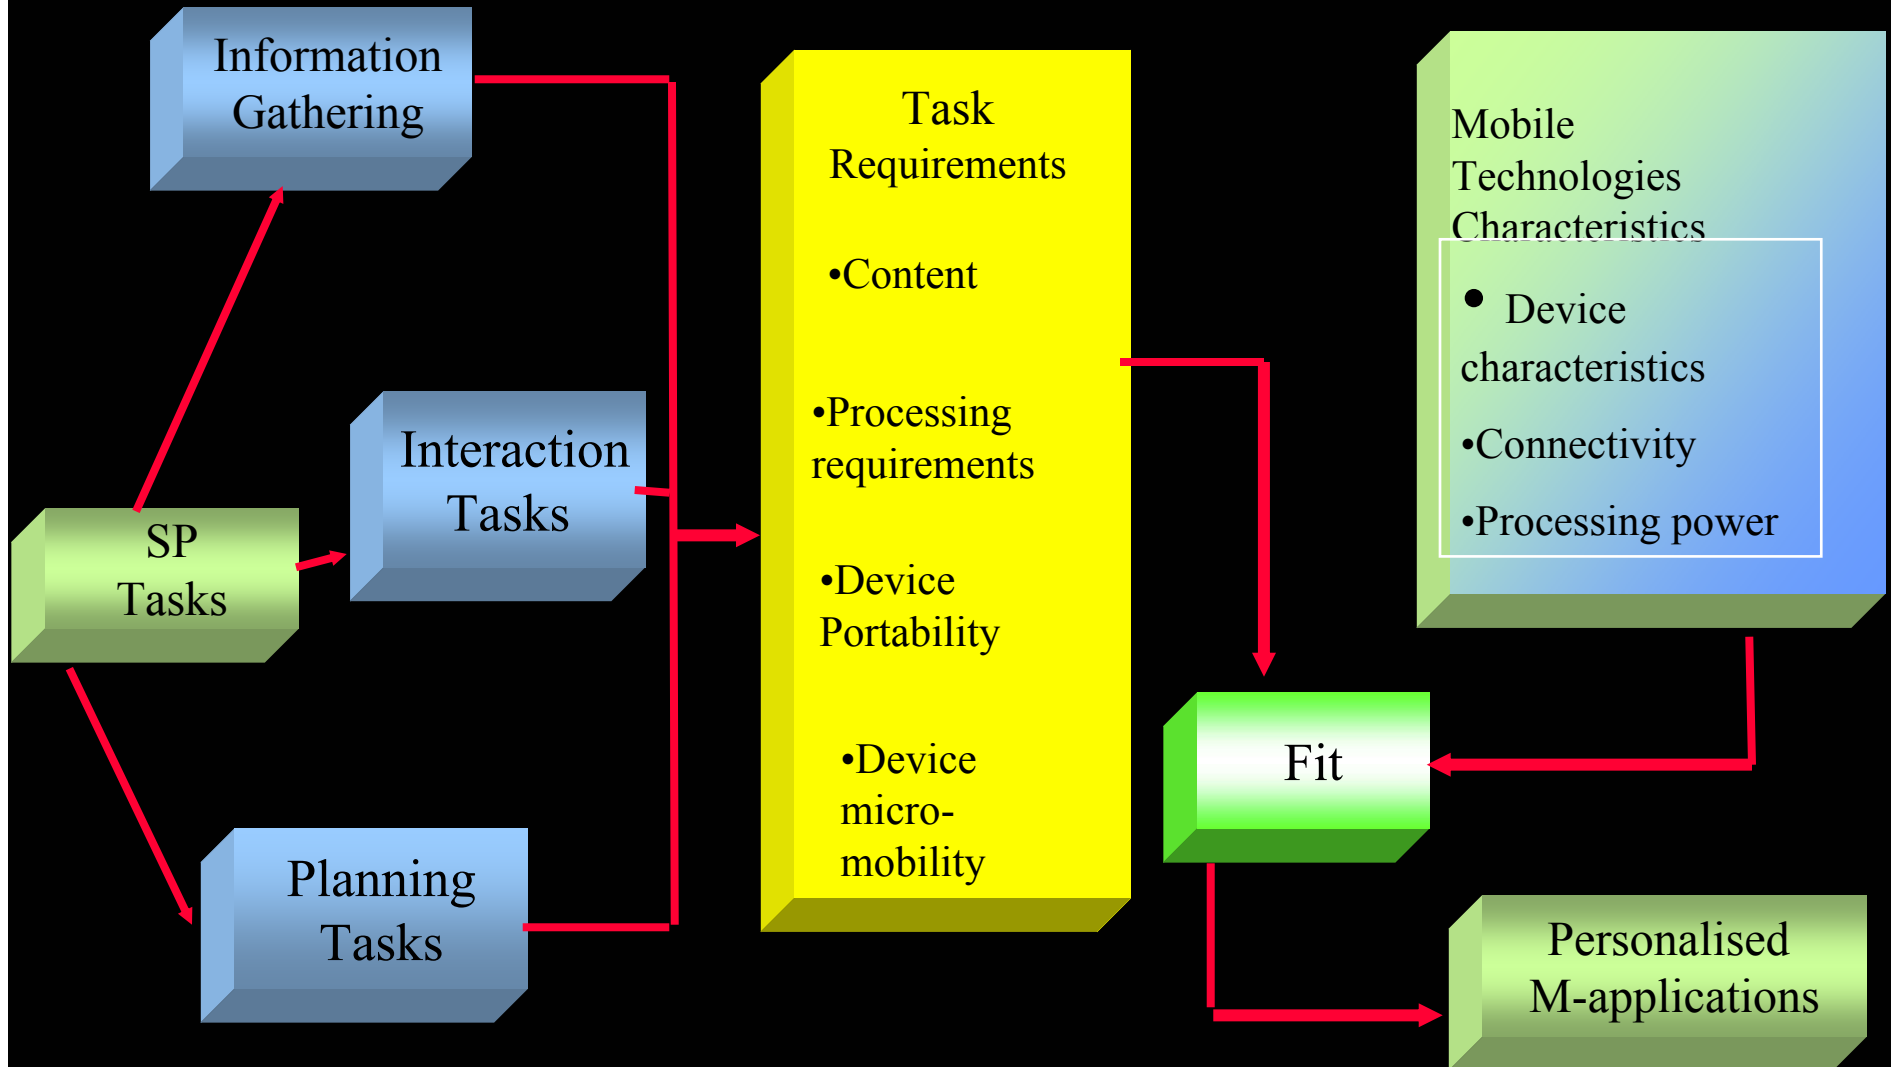 Information
Gathering
Interaction
Tasks
SP
Tasks
Planning
Tasks
Task
Requirements
•Content
•Processing
requirements
•Device
Portability
•Device
micro-
mobility
Mobile
Technologies
Characteristics
• Device
characteristics
•Connectivity
•Processing power
Fit
Personalised
M-applications